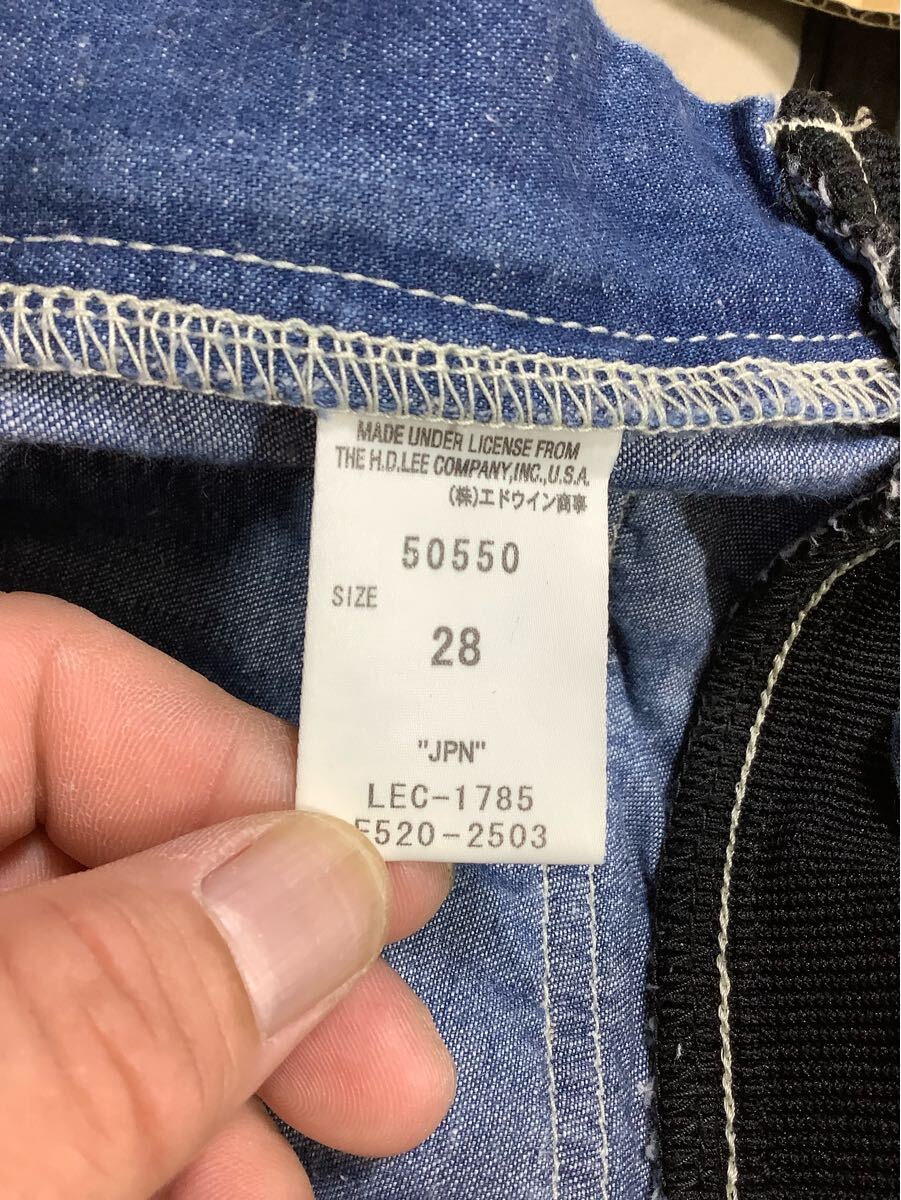 MADE UNDER LICENSE FROM
THE H.D.LEE COMPANY,INC.,U.S.A.
(株)エドウイン商事
50550
SIZE
28
"JPN"
LEC-1785
E520-2503